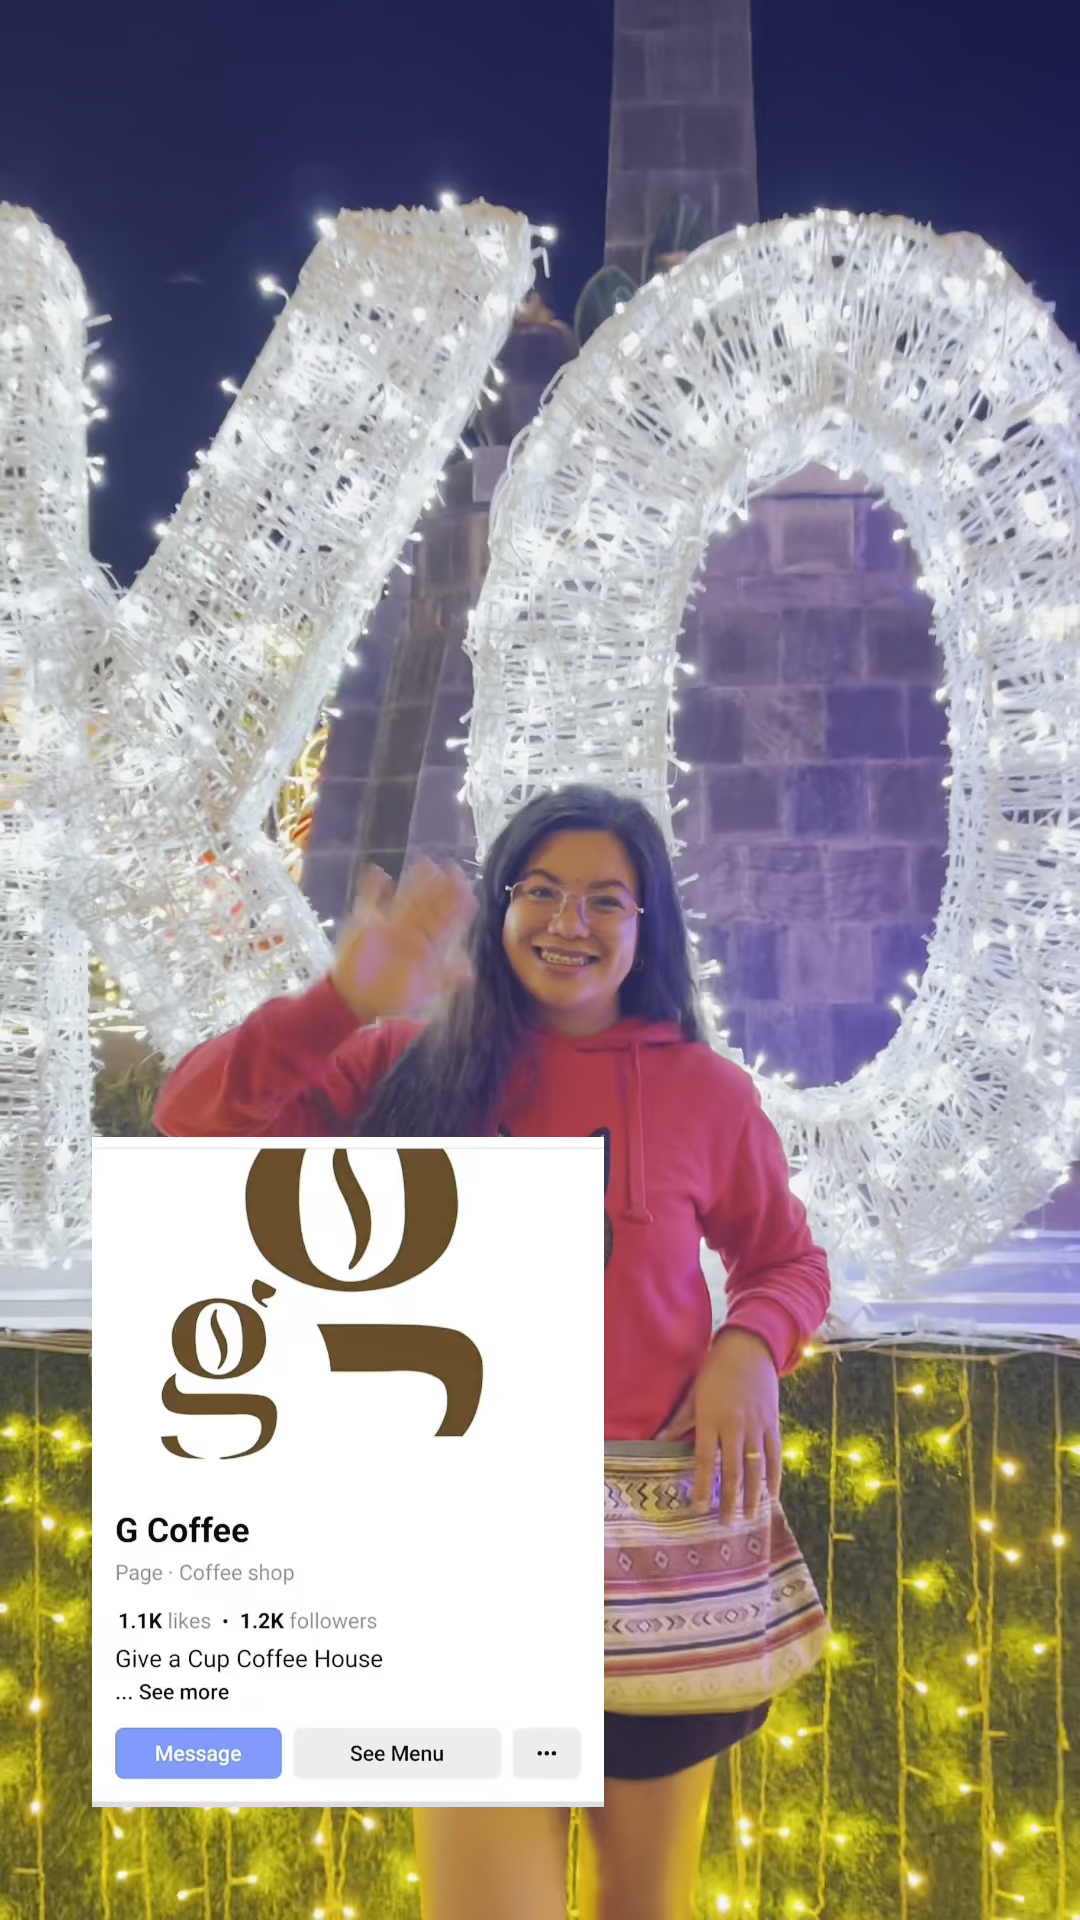 KO
g
g
G Coffee
Page · Coffee shop
1.1K likes • 1.2K followers
Give a Cup Coffee House
... See more
Message
See Menu